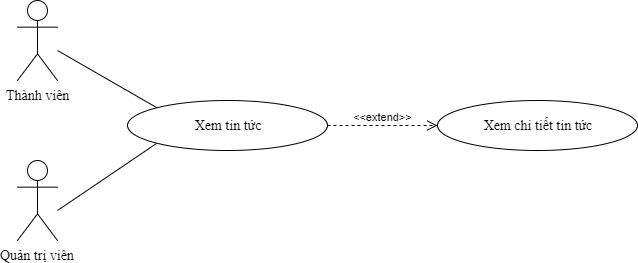 Thành viên
Xem tin tức
<<extend>>
Xem chi tiết tin tức
Quản trị viên